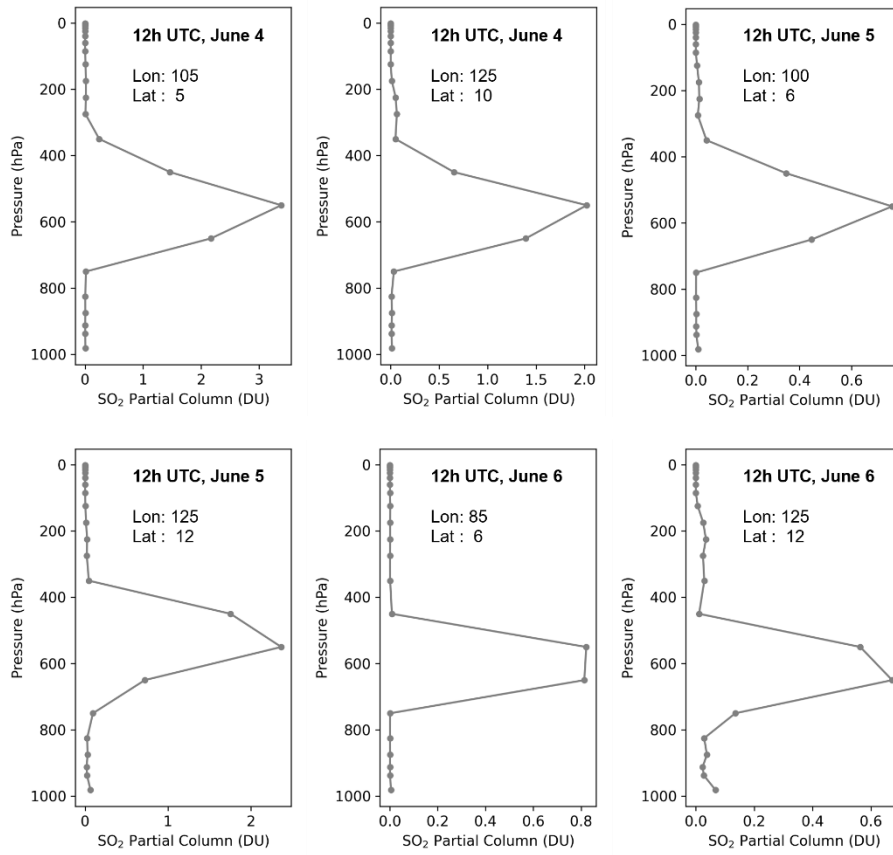 12h UTC, June 4
Lon: 105
Lat : 5
0
200
400
600
800
1000
Pressure (hPa)
0
1
2
3
SO₂ Partial Column (DU)
12h UTC, June 4
Lon: 125
Lat : 10
0
200
400
600
800
1000
Pressure (hPa)
0.0
0.5
1.0
1.5
2.0
SO₂ Partial Column (DU)
12h UTC, June 5
Lon: 100
Lat : 6
0
200
400
600
800
1000
Pressure (hPa)
0.0
0.2
0.4
0.6
SO₂ Partial Column (DU)
12h UTC, June 5
Lon: 125
Lat : 12
0
200
400
600
800
1000
Pressure (hPa)
0
1
2
SO₂ Partial Column (DU)
12h UTC, June 6
Lon: 85
Lat : 6
0
200
400
600
800
1000
Pressure (hPa)
0.0
0.2
0.4
0.6
0.8
SO₂ Partial Column (DU)
12h UTC, June 6
Lon: 125
Lat : 12
0
200
400
600
800
1000
Pressure (hPa)
0.0
0.2
0.4
0.6
SO₂ Partial Column (DU)